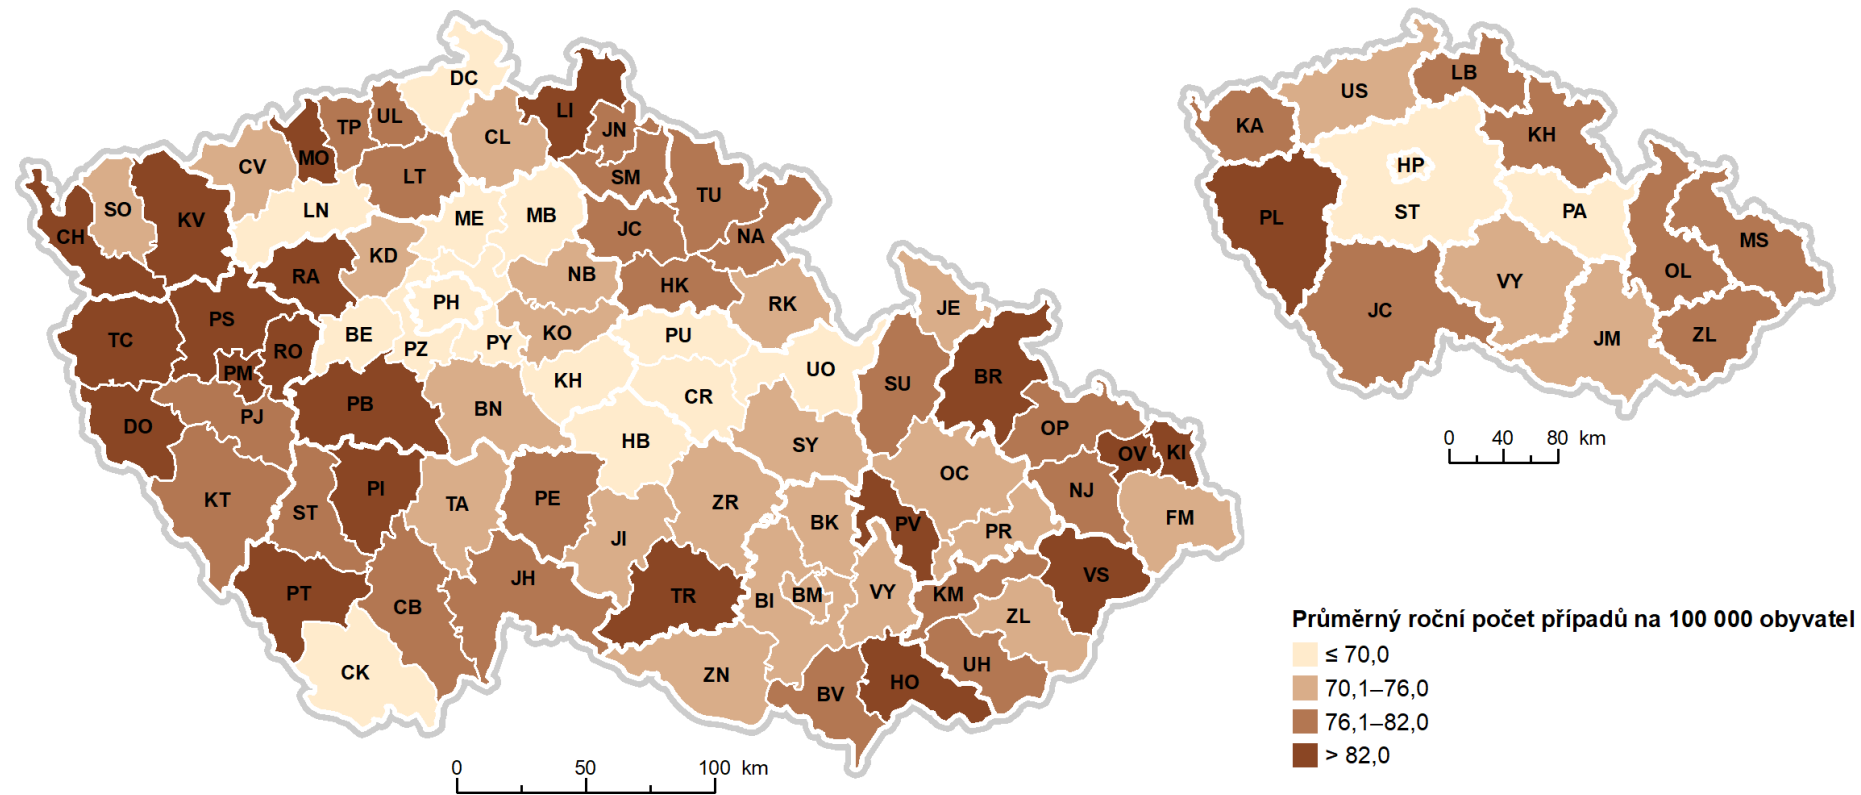 DC
LI
TP
UL
JN
CL
MO
CV
LT
SM
TU
SO
LN
KV
ME
MB
JC
NA
CH
KD
RA
NB
HK
PH
RK
JE
PS
TC
BE
PZ
PY
KO
PU
RO
PM
UO
KH
SU
BR
PB
CR
BN
PJ
DO
HB
SY
OP
OV
KI
OC
PI
NJ
KT
ST
TA
PE
ZR
BK
PV
PR
FM
JI
JH
PT
CB
TR
BI
BM
VY
KM
VS
ZL
CK
ZN
BV
HO
UH
0 50 100 km
US
LB
KA
KH
HP
PL
ST
PA
MS
OL
VY
JC
JM
ZL
0 40 80 km
Průměrný roční počet případů na 100 000 obyvatel
≤ 70,0
70,1–76,0
76,1–82,0
> 82,0